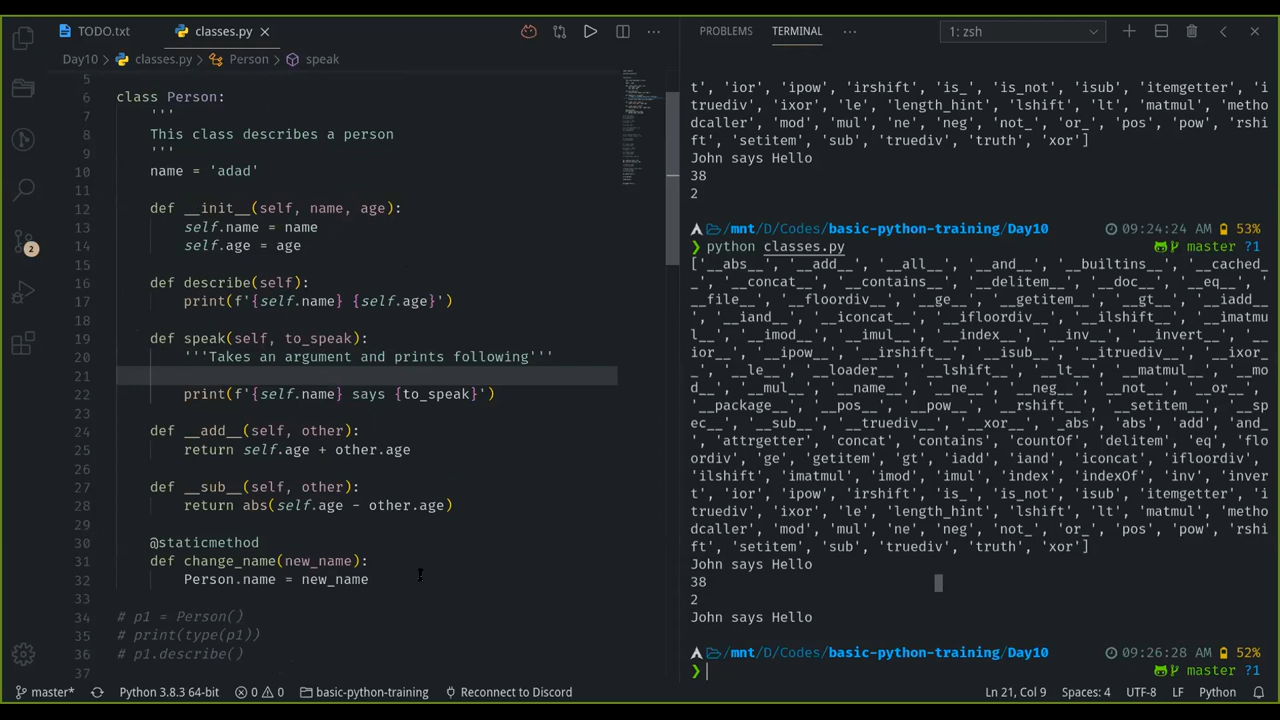 TODO.txt
classes.py
Day10 > classes.py > Person > speak
5
6 class Person:
7 '''
8 This class describes a person
9 '''
10 name = 'adad'
11
12 def __init__(self, name, age):
13 self.name = name
14 self.age = age
15
16 def describe(self):
17 print(f'{self.name} {self.age}')
18
19 def speak(self, to_speak):
20 '''Takes an argument and prints following'''
21
22 print(f'{self.name} says {to_speak}')
23
24 def __add__(self, other):
25 return self.age + other.age
26
27 def __sub__(self, other):
28 return abs(self.age - other.age)
29
30 @staticmethod
31 def change_name(new_name):
32 Person.name = new_name
33
34 # p1 = Person()
35 # print(type(p1))
36 # p1.describe()
37
2
PROBLEMS TERMINAL 1: zsh
t', 'ior', 'ipow', 'irshift', 'is_', 'is_not', 'isub', 'itemgetter', 'i
truediv', 'ixor', 'le', 'length_hint', 'lshift', 'lt', 'matmul', 'metho
dcaller', 'mod', 'mul', 'ne', 'neg', 'not_', 'or_', 'pos', 'pow', 'rshi
ft', 'setitem', 'sub', 'truediv', 'truth', 'xor']
John says Hello
38
2
/mnt/D/Codes/basic-python-training/Day10 09:24:24 AM 53%
❯ python classes.py master ?1
['__abs__', '__add__', '__all__', '__and__', '__builtins__', '__cached_
_', '__concat__', '__contains__', '__delitem__', '__doc__', '__eq__', '
__file__', '__floordiv__', '__ge__', '__getitem__', '__gt__', '__iadd__
', '__iand__', '__iconcat__', '__ifloordiv__', '__ilshift__', '__imatmu
l__', '__imod__', '__imul__', '__index__', '__inv__', '__invert__', '__
ior__', '__ipow__', '__irshift__', '__isub__', '__itruediv__', '__ixor_
_', '__le__', '__loader__', '__lshift__', '__lt__', '__matmul__', '__mo
d__', '__mul__', '__name__', '__ne__', '__neg__', '__not__', '__or__',
'__package__', '__pos__', '__pow__', '__rshift__', '__setitem__', '__sp
ec__', '__sub__', '__truediv__', '__xor__', '_abs', 'abs', 'add', 'and_
', 'attrgetter', 'concat', 'contains', 'countOf', 'delitem', 'eq', 'flo
ordiv', 'ge', 'getitem', 'gt', 'iadd', 'iand', 'iconcat', 'ifloordiv',
'ilshift', 'imatmul', 'imod', 'imul', 'index', 'indexOf', 'inv', 'inver
t', 'ior', 'ipow', 'irshift', 'is_', 'is_not', 'isub', 'itemgetter', 'i
truediv', 'ixor', 'le', 'length_hint', 'lshift', 'lt', 'matmul', 'metho
dcaller', 'mod', 'mul', 'ne', 'neg', 'not_', 'or_', 'pos', 'pow', 'rshi
ft', 'setitem', 'sub', 'truediv', 'truth', 'xor']
John says Hello
38
2
John says Hello
/mnt/D/Codes/basic-python-training/Day10 09:26:28 AM 52%
❯ master ?1
master* Python 3.8.3 64-bit 0 0 basic-python-training Reconnect to Discord Ln 21, Col 9 Spaces: 4 UTF-8 LF Python